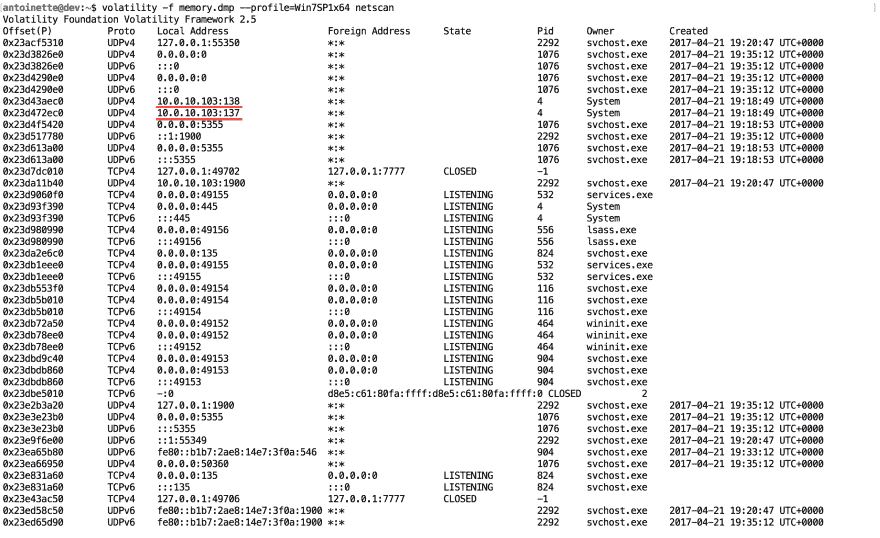 antoinette@dev:~$ volatility -f memory.dmp --profile=Win7SP1x64 netscan
Volatility Foundation Volatility Framework 2.5
Offset(P) Proto Local Address Foreign Address State Pid Owner Created
0x23acf5310 UDPv4 127.0.0.1:55350 *:* 2292 svchost.exe 2017-04-21 19:20:47 UTC+0000
0x23d3826e0 UDPv4 0.0.0.0:0 *:* 1076 svchost.exe 2017-04-21 19:35:12 UTC+0000
0x23d3826e0 UDPv6 :::0 *:* 1076 svchost.exe 2017-04-21 19:35:12 UTC+0000
0x23d4290e0 UDPv4 0.0.0.0:0 *:* 1076 svchost.exe 2017-04-21 19:35:12 UTC+0000
0x23d4290e0 UDPv6 :::0 *:* 1076 svchost.exe 2017-04-21 19:35:12 UTC+0000
0x23d43aec0 UDPv4 10.0.10.103:138 *:* 4 System 2017-04-21 19:18:49 UTC+0000
0x23d472ec0 UDPv4 10.0.10.103:137 *:* 4 System 2017-04-21 19:18:49 UTC+0000
0x23d4f5420 UDPv4 0.0.0.0:5355 *:* 1076 svchost.exe 2017-04-21 19:18:53 UTC+0000
0x23d517780 UDPv6 ::1:1900 *:* 2292 svchost.exe 2017-04-21 19:35:12 UTC+0000
0x23d613a00 UDPv4 0.0.0.0:5355 *:* 1076 svchost.exe 2017-04-21 19:18:53 UTC+0000
0x23d613a00 UDPv6 :::5355 *:* 1076 svchost.exe 2017-04-21 19:18:53 UTC+0000
0x23d7dc010 TCPv4 127.0.0.1:49702 127.0.0.1:7777 CLOSED -1
0x23da11b40 UDPv4 10.0.10.103:1900 *:* 2292 svchost.exe 2017-04-21 19:20:47 UTC+0000
0x23d9060f0 TCPv4 0.0.0.0:49155 0.0.0.0:0 LISTENING 532 services.exe
0x23d93f390 TCPv4 0.0.0.0:445 0.0.0.0:0 LISTENING 4 System
0x23d93f390 TCPv6 :::445 :::0 LISTENING 4 System
0x23d980990 TCPv4 0.0.0.0:49156 0.0.0.0:0 LISTENING 556 lsass.exe
0x23d980990 TCPv6 :::49156 :::0 LISTENING 556 lsass.exe
0x23da2e6c0 TCPv4 0.0.0.0:135 0.0.0.0:0 LISTENING 824 svchost.exe
0x23db1eee0 TCPv4 0.0.0.0:49155 0.0.0.0:0 LISTENING 532 services.exe
0x23db1eee0 TCPv6 :::49155 :::0 LISTENING 532 services.exe
0x23db553f0 TCPv4 0.0.0.0:49154 0.0.0.0:0 LISTENING 116 svchost.exe
0x23db5b010 TCPv4 0.0.0.0:49154 0.0.0.0:0 LISTENING 116 svchost.exe
0x23db5b010 TCPv6 :::49154 :::0 LISTENING 116 svchost.exe
0x23db72a50 TCPv4 0.0.0.0:49152 0.0.0.0:0 LISTENING 464 wininit.exe
0x23db78ee0 TCPv4 0.0.0.0:49152 0.0.0.0:0 LISTENING 464 wininit.exe
0x23db78ee0 TCPv6 :::49152 :::0 LISTENING 464 wininit.exe
0x23dbd9c40 TCPv4 0.0.0.0:49153 0.0.0.0:0 LISTENING 904 svchost.exe
0x23dbdb860 TCPv4 0.0.0.0:49153 0.0.0.0:0 LISTENING 904 svchost.exe
0x23dbdb860 TCPv6 :::49153 :::0 LISTENING 904 svchost.exe
0x23dbe5010 TCPv6 -:0 d8e5:c61:80fa:ffff:d8e5:c61:80fa:ffff:0 CLOSED 2
0x23e2b3a20 UDPv4 127.0.0.1:1900 *:* 2292 svchost.exe 2017-04-21 19:35:12 UTC+0000
0x23e3e23b0 UDPv4 0.0.0.0:5355 *:* 1076 svchost.exe 2017-04-21 19:35:12 UTC+0000
0x23e3e23b0 UDPv6 :::5355 *:* 1076 svchost.exe 2017-04-21 19:35:12 UTC+0000
0x23e9f6e00 UDPv6 ::1:55349 *:* 2292 svchost.exe 2017-04-21 19:20:47 UTC+0000
0x23ea65b80 UDPv6 fe80::b1b7:2ae8:14e7:3f0a:546 *:* 904 svchost.exe 2017-04-21 19:33:12 UTC+0000
0x23ea66950 UDPv4 0.0.0.0:50360 *:* 1076 svchost.exe 2017-04-21 19:35:12 UTC+0000
0x23e831a60 TCPv4 0.0.0.0:135 0.0.0.0:0 LISTENING 824 svchost.exe
0x23e831a60 TCPv6 :::135 :::0 LISTENING 824 svchost.exe
0x23e43ac50 TCPv4 127.0.0.1:49706 127.0.0.1:7777 CLOSED -1
0x23ed58c50 UDPv6 fe80::b1b7:2ae8:14e7:3f0a:1900 *:* 2292 svchost.exe 2017-04-21 19:20:47 UTC+0000
0x23ed65d90 UDPv6 fe80::b1b7:2ae8:14e7:3f0a:1900 *:* 2292 svchost.exe 2017-04-21 19:35:12 UTC+0000